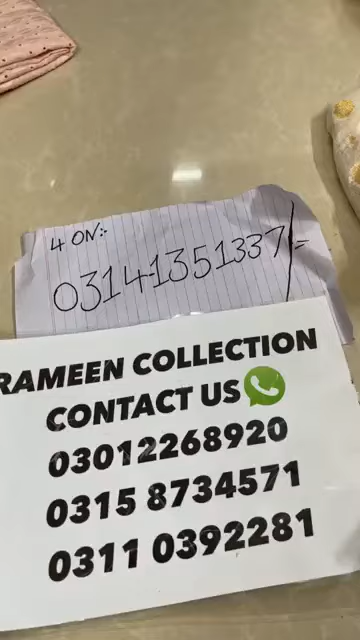 4 ON:-
03141351337/=
RAMEEN COLLECTION
CONTACT US
03012268920
0315 8734571
0311 0392281